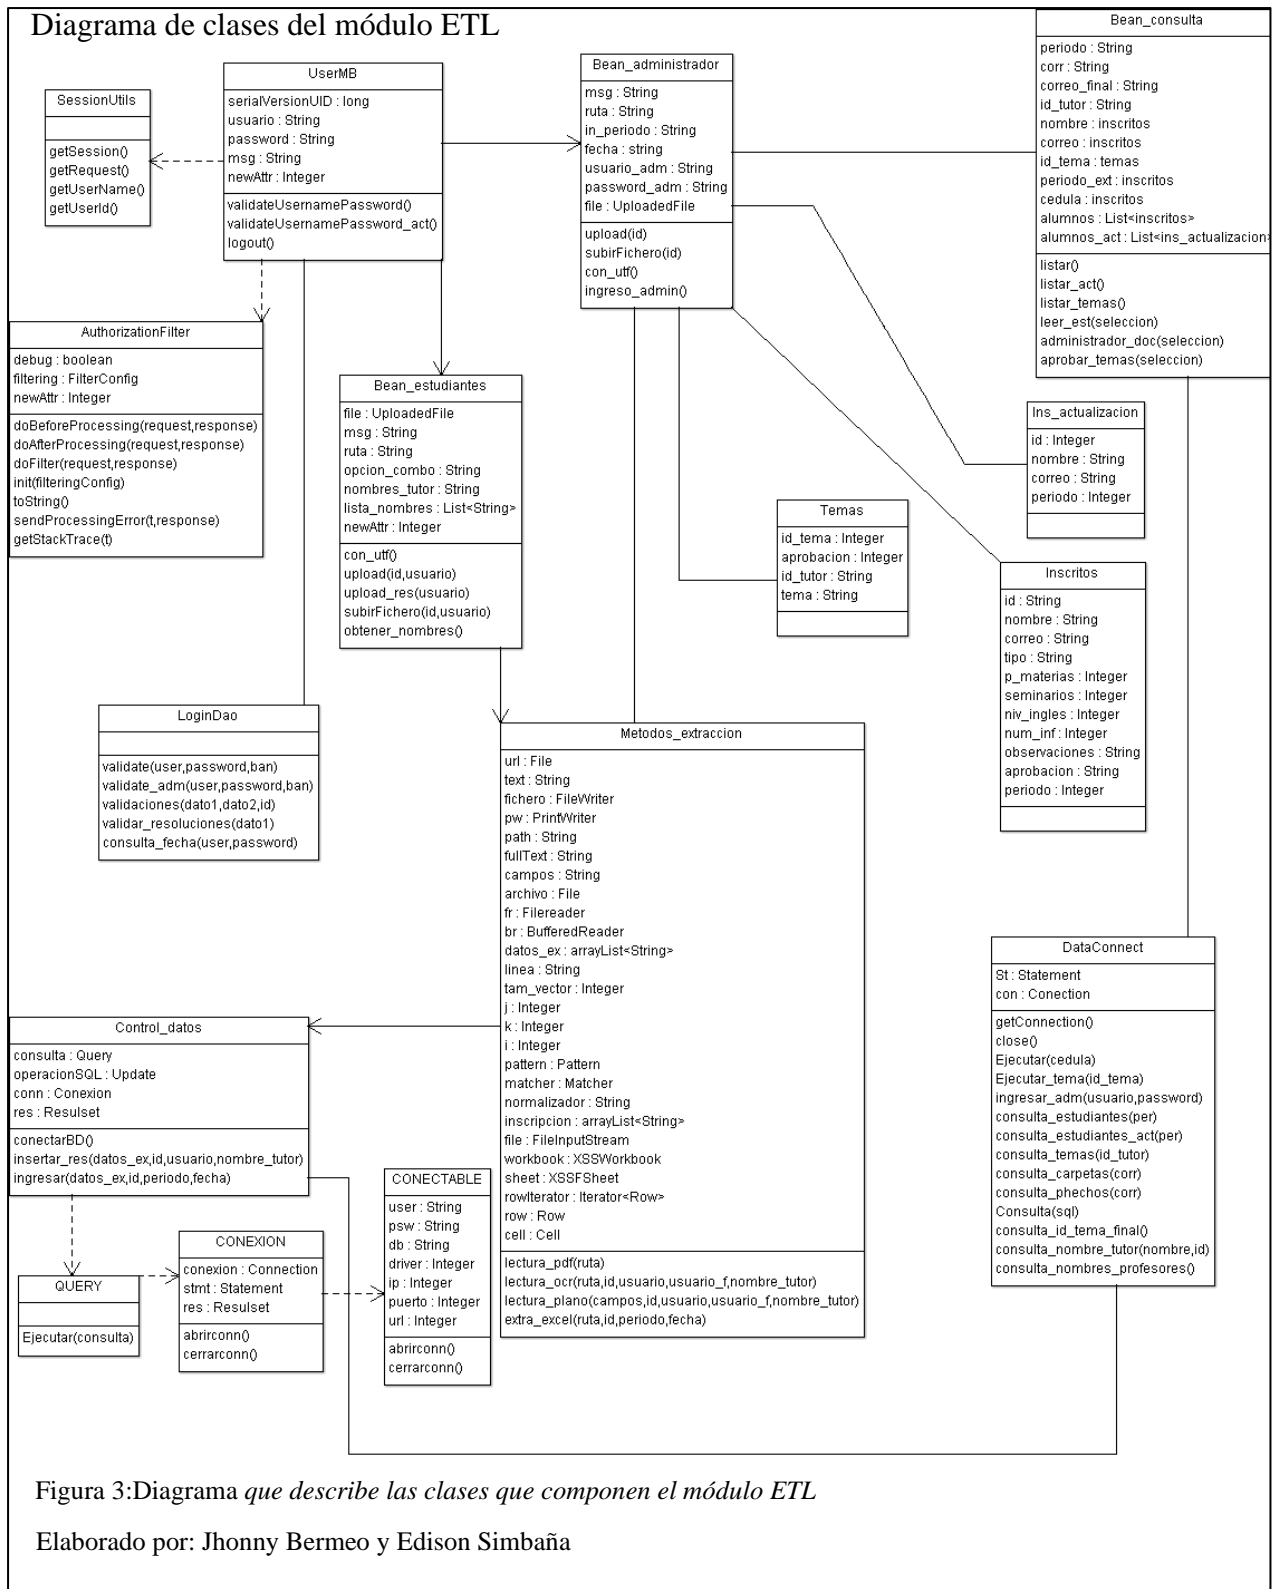 Diagrama de clases del módulo ETL
SessionUtils
getSession()
getRequest()
getUserName()
getUserId()
UserMB
serialVersionUID : long
usuario : String
password : String
msg : String
newAttr : Integer
validateUsernamePassword()
validateUsernamePassword_act()
logout()
Bean_administrador
msg : String
ruta : String
in_periodo : String
fecha : string
usuario_adm : String
password_adm : String
file : UploadedFile
upload(id)
subirFichero(id)
con_utf()
ingreso_admin()
Bean_consulta
periodo : String
corr : String
correo_final : String
id_tutor : String
nombre : inscritos
correo : inscritos
id_tema : temas
periodo_ext : inscritos
cedula : inscritos
alumnos : List<inscritos>
alumnos_act : List<ins_actualizacion>
listar()
listar_act()
listar_temas()
leer_est(seleccion)
administrador_doc(seleccion)
aprobar_temas(seleccion)
AuthorizationFilter
debug : boolean
filtering : FilterConfig
newAttr : Integer
doBeforeProcessing(request,response)
doAfterProcessing(request,response)
doFilter(request,response)
init(filteringConfig)
toString()
sendProcessingError(t,response)
getStackTrace(t)
Bean_estudiantes
file : UploadedFile
msg : String
ruta : String
opcion_combo : String
nombres_tutor : String
lista_nombres : List<String>
newAttr : Integer
con_utf()
upload(id,usuario)
upload_res(usuario)
subirFichero(id,usuario)
obtener_nombres()
Ins_actualizacion
id : Integer
nombre : String
correo : String
periodo : Integer
Temas
id_tema : Integer
aprobacion : Integer
id_tutor : String
tema : String
Inscritos
id : String
nombre : String
correo : String
tipo : String
p_materias : Integer
seminarios : Integer
niv_ingles : Integer
num_inf : Integer
observaciones : String
aprobacion : String
periodo : Integer
LoginDao
validate(user,password,ban)
validate_adm(user,password,ban)
validaciones(dato1,dato2,id)
validar_resoluciones(dato1)
consulta_fecha(user,password)
Metodos_extraccion
url : File
text : String
fichero : FileWriter
pw : PrintWriter
path : String
fullText : String
campos : String
archivo : File
fr : Filereader
br : BufferedReader
datos_ex : arrayList<String>
linea : String
tam_vector : Integer
j : Integer
k : Integer
i : Integer
pattern : Pattern
matcher : Matcher
normalizador : String
inscripcion : arrayList<String>
file : FileInputStream
workbook : XSSWorkbook
sheet : XSSFSheet
rowIterator : Iterator<Row>
row : Row
cell : Cell
lectura_pdf(ruta)
lectura_ocr(ruta,id,usuario,usuario_f,nombre_tutor)
lectura_plano(campos,id,usuario,usuario_f,nombre_tutor)
extra_excel(ruta,id,periodo,fecha)
DataConnect
St : Statement
con : Conection
getConnection()
close()
Ejecutar(cedula)
Ejecutar_tema(id_tema)
ingresar_adm(usuario,password)
consulta_estudiantes(per)
consulta_estudiantes_act(per)
consulta_temas(id_tutor)
consulta_carpetas(corr)
consulta_phechos(corr)
Consulta(sql)
consulta_id_tema_final()
consulta_nombre_tutor(nombre,id)
consulta_nombres_profesores()
Control_datos
consulta : Query
operacionSQL : Update
conn : Conexion
res : Resulset
conectarBD()
insertar_res(datos_ex,id,usuario,nombre_tutor)
ingresar(datos_ex,id,periodo,fecha)
CONECTABLE
user : String
psw : String
db : String
driver : Integer
ip : Integer
puerto : Integer
url : Integer
abrirconn()
cerrarconn()
CONEXION
conexion : Connection
stmt : Statement
res : Resulset
abrirconn()
cerrarconn()
QUERY
Ejecutar(consulta)
Figura 3:Diagrama que describe las clases que componen el módulo ETL
Elaborado por: Jhonny Bermeo y Edison Simbaña